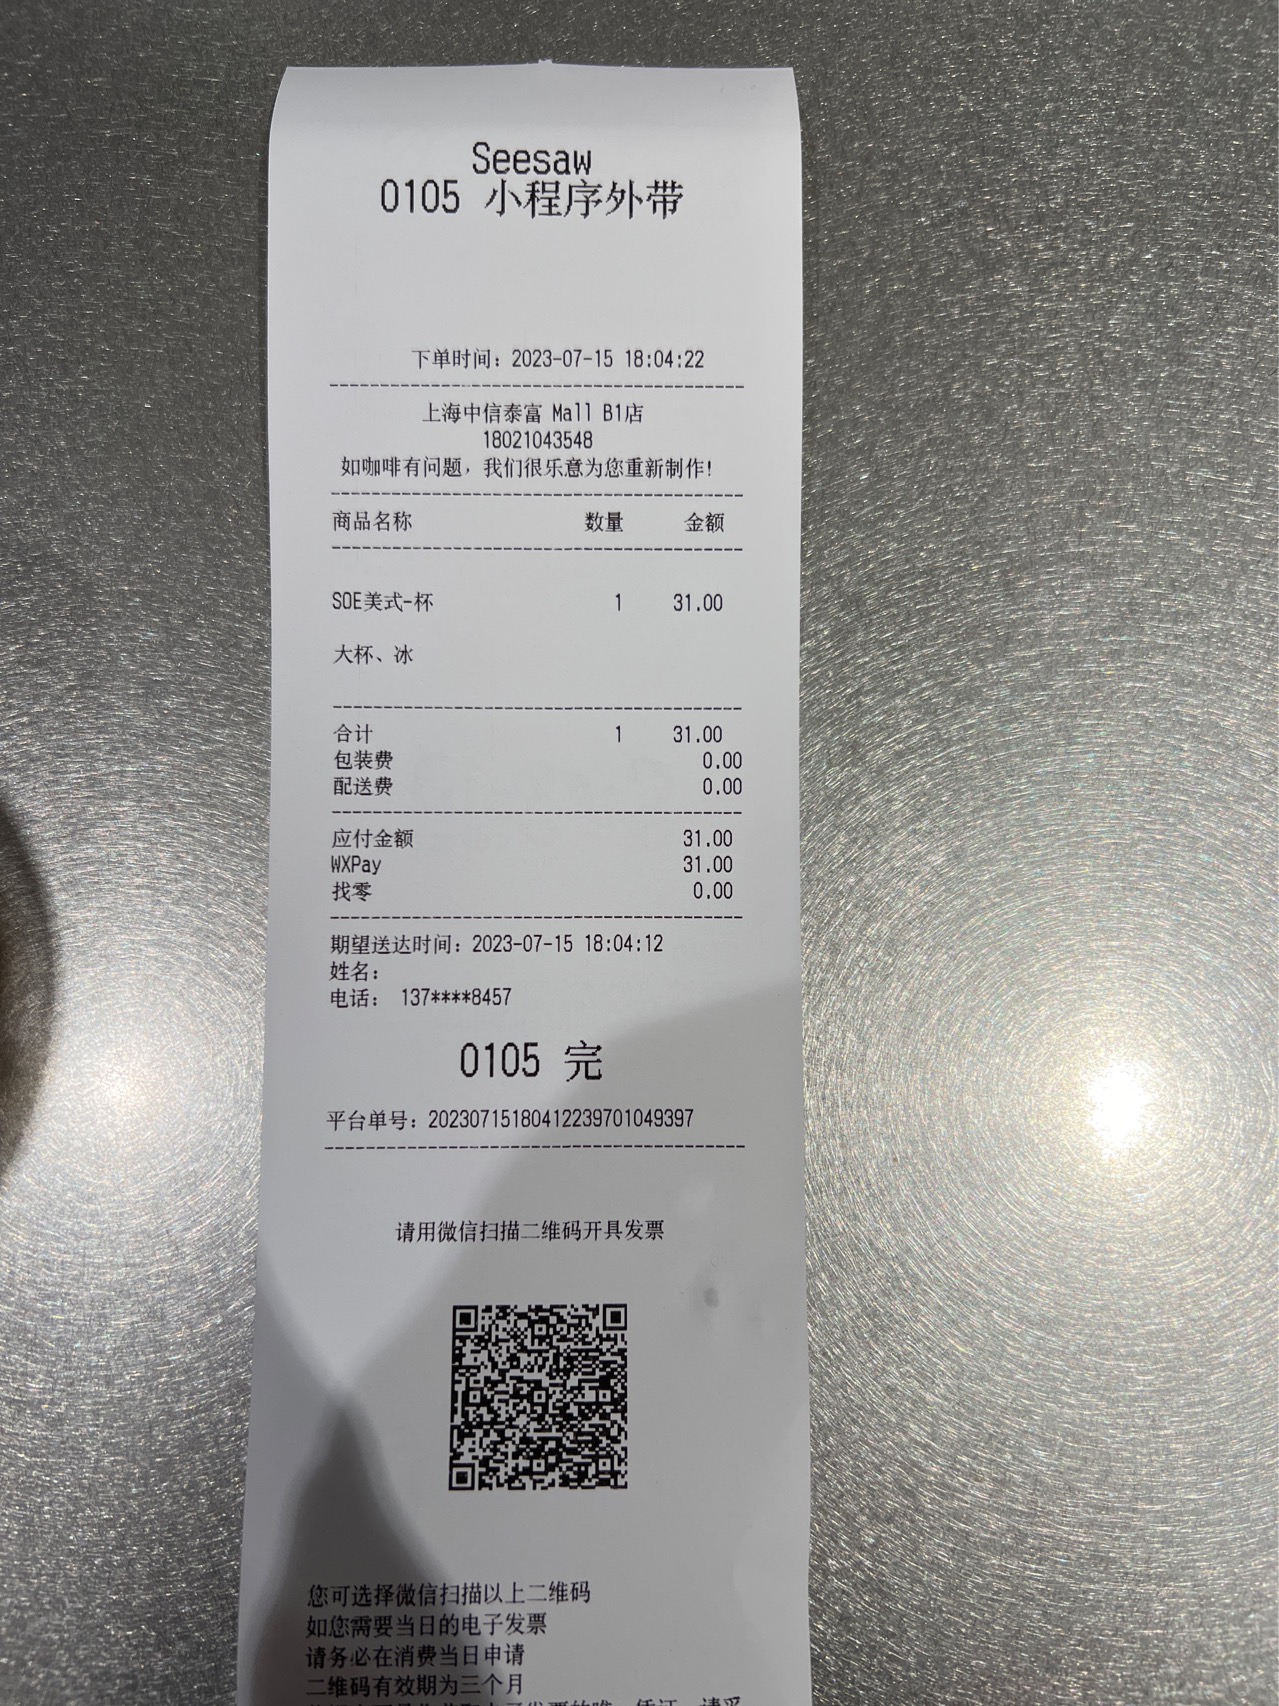 Seesaw
0105 小程序外带
下单时间：2023-07-15 18:04:22
上海中信泰富 Mall B1店
18021043548
如咖啡有问题，我们很乐意为您重新制作!
商品名称 数量 金额
SOE美式-杯 1 31.00
大杯、冰
合计 1 31.00
包装费 0.00
配送费 0.00
应付金额 31.00
WXPay 31.00
找零 0.00
期望送达时间：2023-07-15 18:04:12
姓名：
电话： 137****8457
0105 完
平台单号：202307151804122397​01049397
请用微信扫描二维码开具发票
您可选择微信扫描以上二维码
如您需要当日的电子发票
请务必在消费当日申请
二维码有效期为三个月